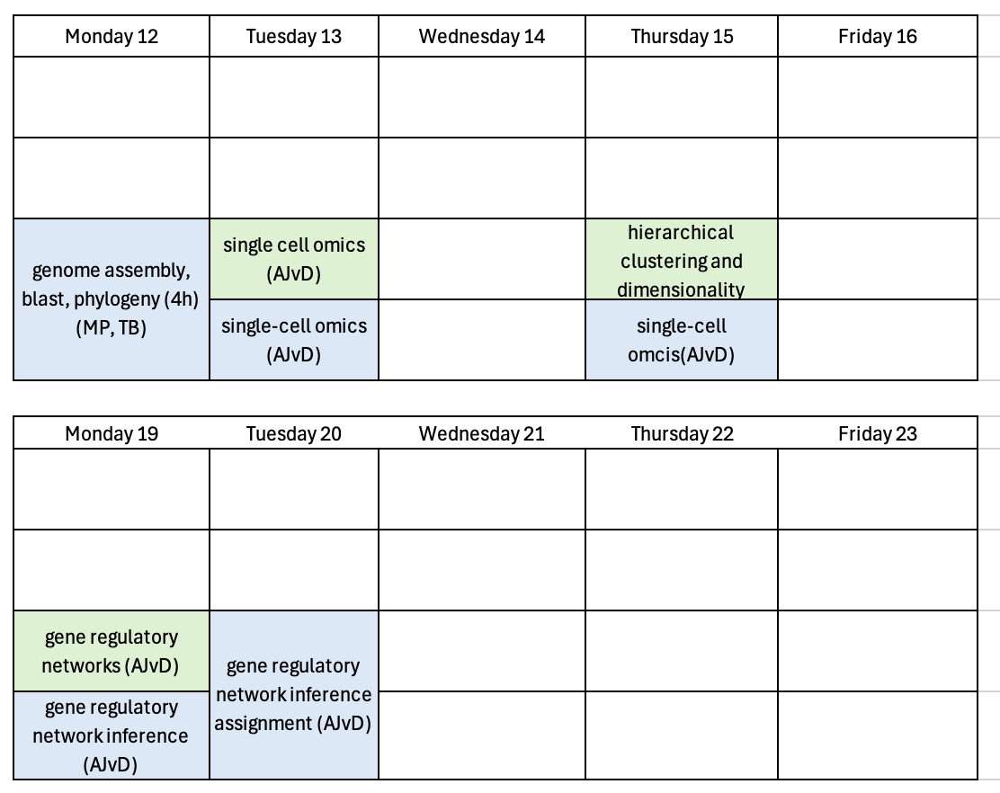 Monday 12
Tuesday 13
Wednesday 14
Thursday 15
Friday 16
genome assembly,
blast, phylogeny (4h)
(MP, TB)
single cell omics
(AJvD)
hierarchical
clustering and
dimensionality
single-cell omics
(AJvD)
single-cell
omcis(AJvD)
Monday 19
Tuesday 20
Wednesday 21
Thursday 22
Friday 23
gene regulatory
networks (AJvD)
gene regulatory
network inference
assignment (AJvD)
gene regulatory
network inference
(AJvD)